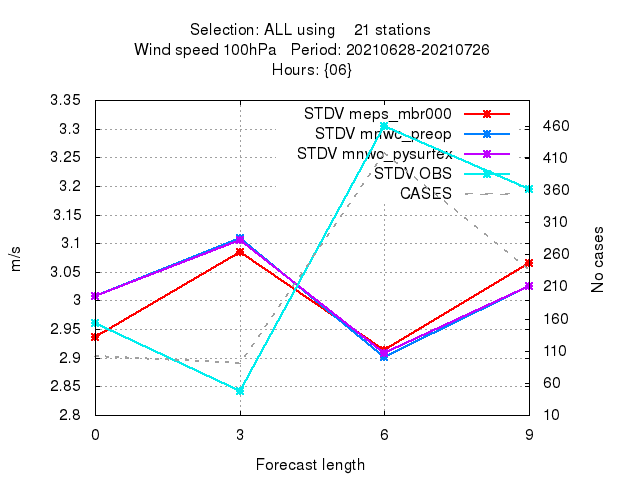 Selection: ALL using 21 stations
Wind speed 100hPa Period: 20210628-20210726
Hours: {06}
STDV meps_mbr000
STDV mnwc_preop
STDV mnwc_pysurfex
STDV OBS
CASES
3.35
3.3
3.25
3.2
3.15
3.1
3.05
3
2.95
2.9
2.85
2.8
m/s
460
410
360
310
260
210
160
110
60
10
No cases
0 3 6 9
Forecast length